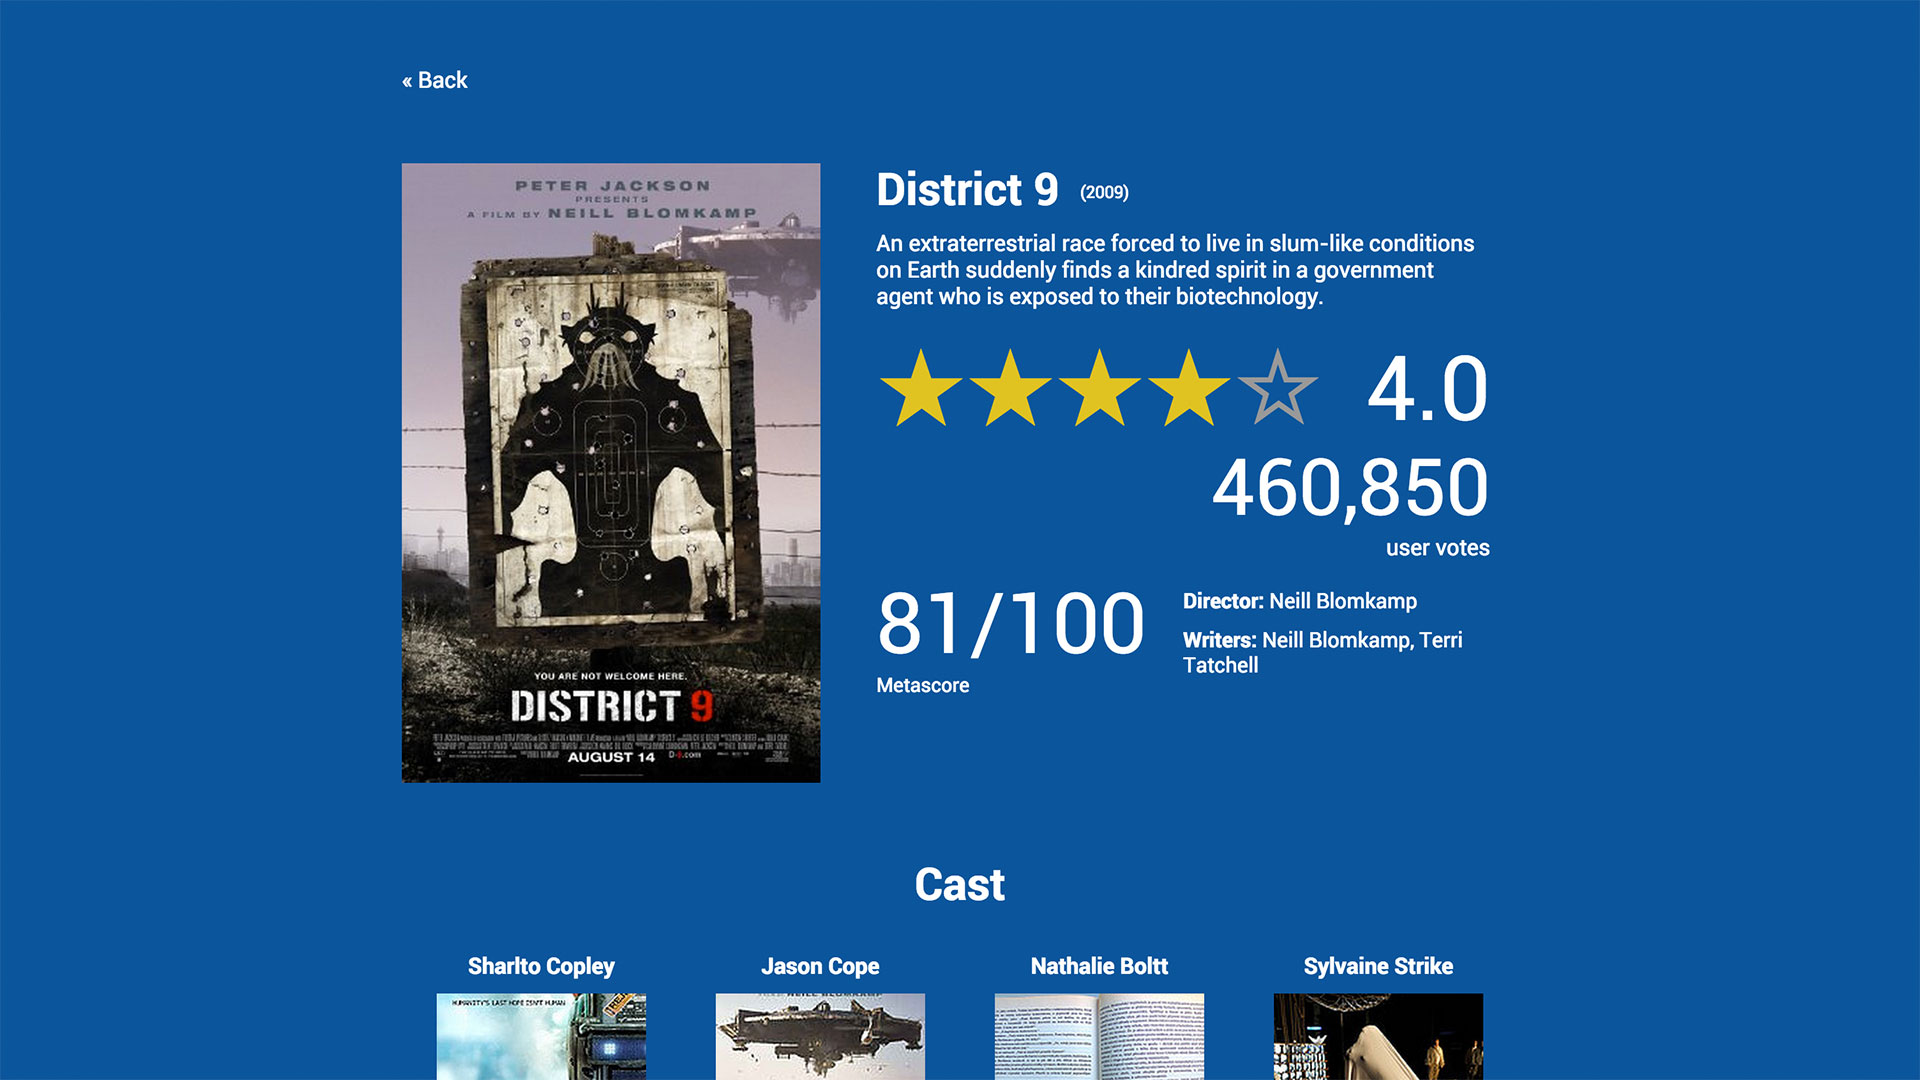 « Back
PETER JACKSON
PRESENTS
A FILM BY NEILL BLOMKAMP
YOU ARE NOT WELCOME HERE.
DISTRICT 9
AUGUST 14
D-9.com
District 9 (2009)
An extraterrestrial race forced to live in slum-like conditions
on Earth suddenly finds a kindred spirit in a government
agent who is exposed to their biotechnology.
4.0
460,850
user votes
81/100
Metascore
Director: Neill Blomkamp
Writers: Neill Blomkamp, Terri
Tatchell
Cast
Sharlto Copley
Jason Cope
Nathalie Boltt
Sylvaine Strike
HUMANITY'S LAST HOPE ISN'T HUMAN